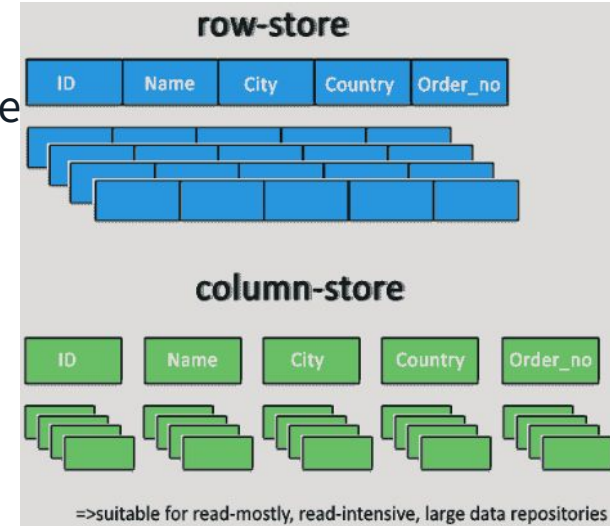 row-store
e
ID Name City Country Order_no
column-store
ID Name City Country Order_no
=>suitable for read-mostly, read-intensive, large data repositories